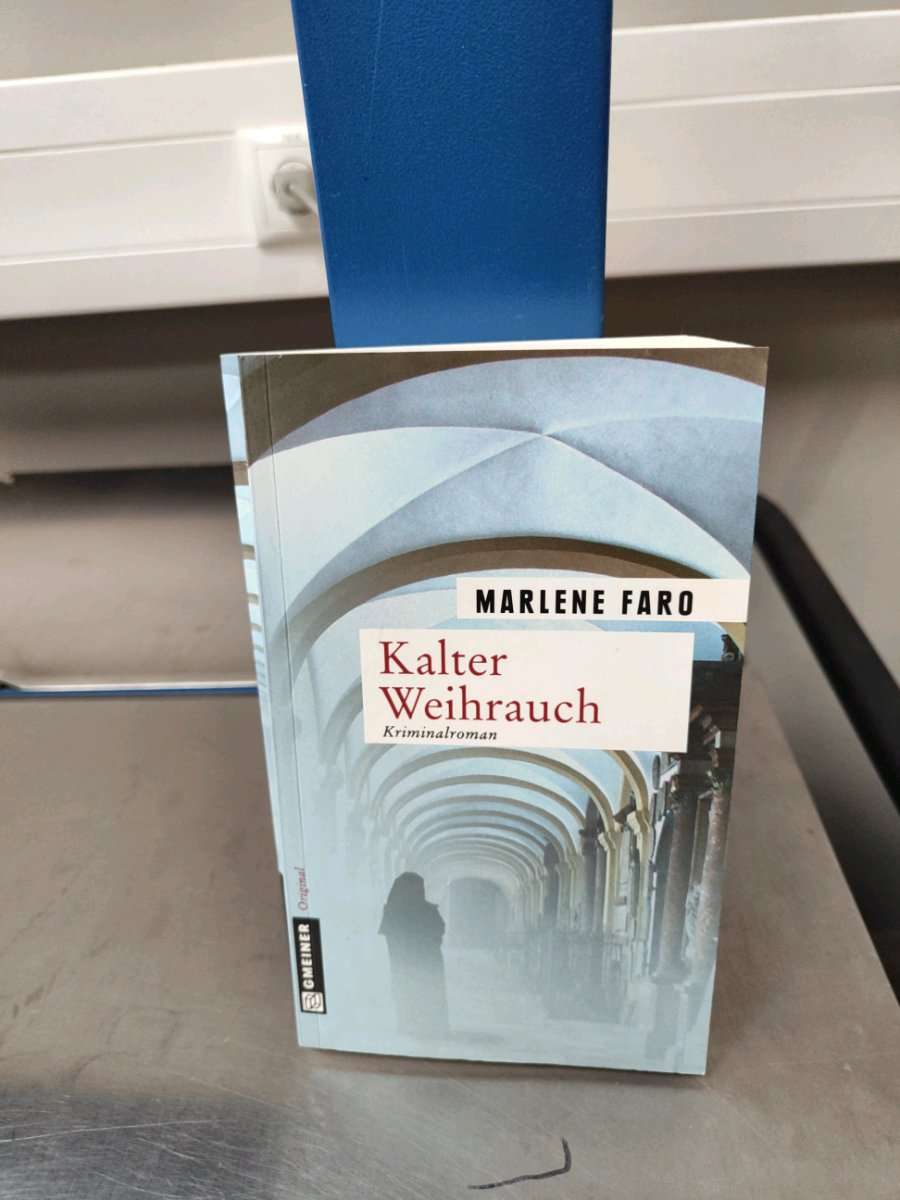 MARLENE FARO
Kalter
Weihrauch
Kriminalroman
Original
GMEINER